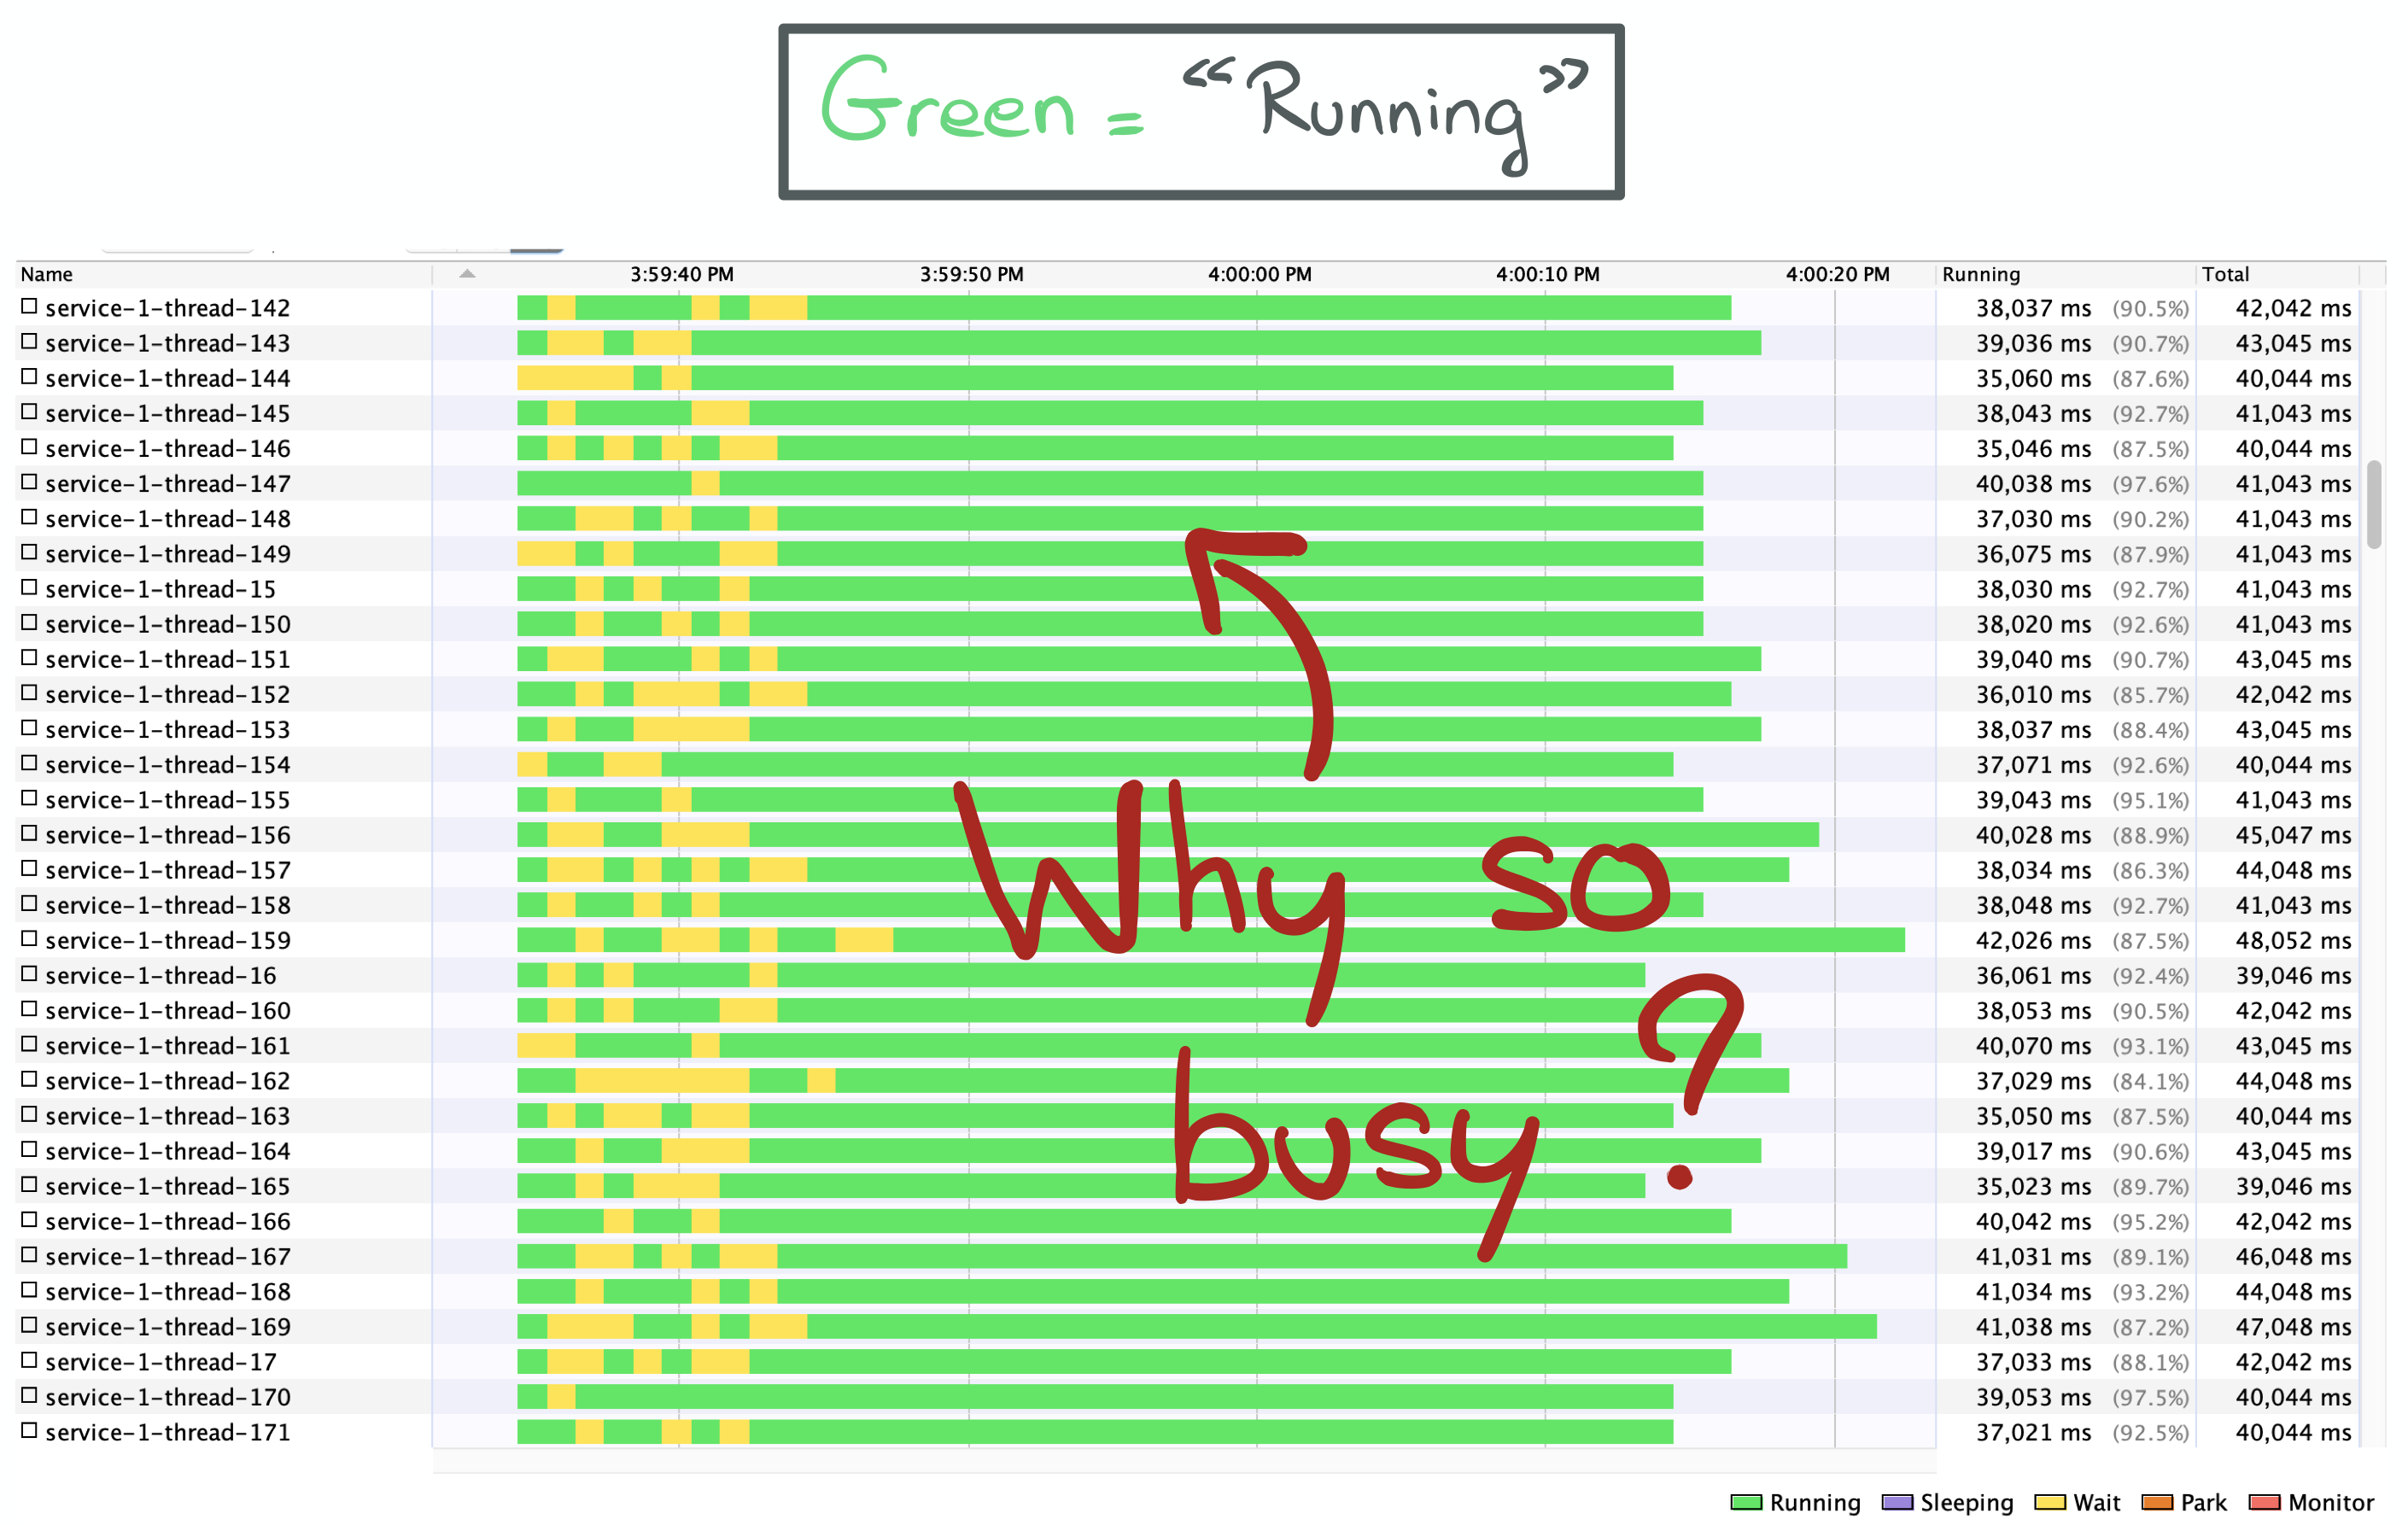 Green = “Running”
Name 3:59:40 PM 3:59:50 PM 4:00:00 PM 4:00:10 PM 4:00:20 PM Running Total
service-1-thread-142 38,037 ms (90.5%) 42,042 ms
service-1-thread-143 39,036 ms (90.7%) 43,045 ms
service-1-thread-144 35,060 ms (87.6%) 40,044 ms
service-1-thread-145 38,043 ms (92.7%) 41,043 ms
service-1-thread-146 35,046 ms (87.5%) 40,044 ms
service-1-thread-147 40,038 ms (97.6%) 41,043 ms
service-1-thread-148 37,030 ms (90.2%) 41,043 ms
service-1-thread-149 36,075 ms (87.9%) 41,043 ms
service-1-thread-15 38,030 ms (92.7%) 41,043 ms
service-1-thread-150 38,020 ms (92.6%) 41,043 ms
service-1-thread-151 39,040 ms (90.7%) 43,045 ms
service-1-thread-152 36,010 ms (85.7%) 42,042 ms
service-1-thread-153 38,037 ms (88.4%) 43,045 ms
service-1-thread-154 37,071 ms (92.6%) 40,044 ms
service-1-thread-155 39,043 ms (95.1%) 41,043 ms
service-1-thread-156 40,028 ms (88.9%) 45,047 ms
service-1-thread-157 38,034 ms (86.3%) 44,048 ms
service-1-thread-158 38,048 ms (92.7%) 41,043 ms
service-1-thread-159 42,026 ms (87.5%) 48,052 ms
service-1-thread-16 36,061 ms (92.4%) 39,046 ms
service-1-thread-160 38,053 ms (90.5%) 42,042 ms
service-1-thread-161 40,070 ms (93.1%) 43,045 ms
service-1-thread-162 37,029 ms (84.1%) 44,048 ms
service-1-thread-163 35,050 ms (87.5%) 40,044 ms
service-1-thread-164 39,017 ms (90.6%) 43,045 ms
service-1-thread-165 35,023 ms (89.7%) 39,046 ms
service-1-thread-166 40,042 ms (95.2%) 42,042 ms
service-1-thread-167 41,031 ms (89.1%) 46,048 ms
service-1-thread-168 41,034 ms (93.2%) 44,048 ms
service-1-thread-169 41,038 ms (87.2%) 47,048 ms
service-1-thread-17 37,033 ms (88.1%) 42,042 ms
service-1-thread-170 39,053 ms (97.5%) 40,044 ms
service-1-thread-171 37,021 ms (92.5%) 40,044 ms
Why so
busy?
Running Sleeping Wait Park Monitor